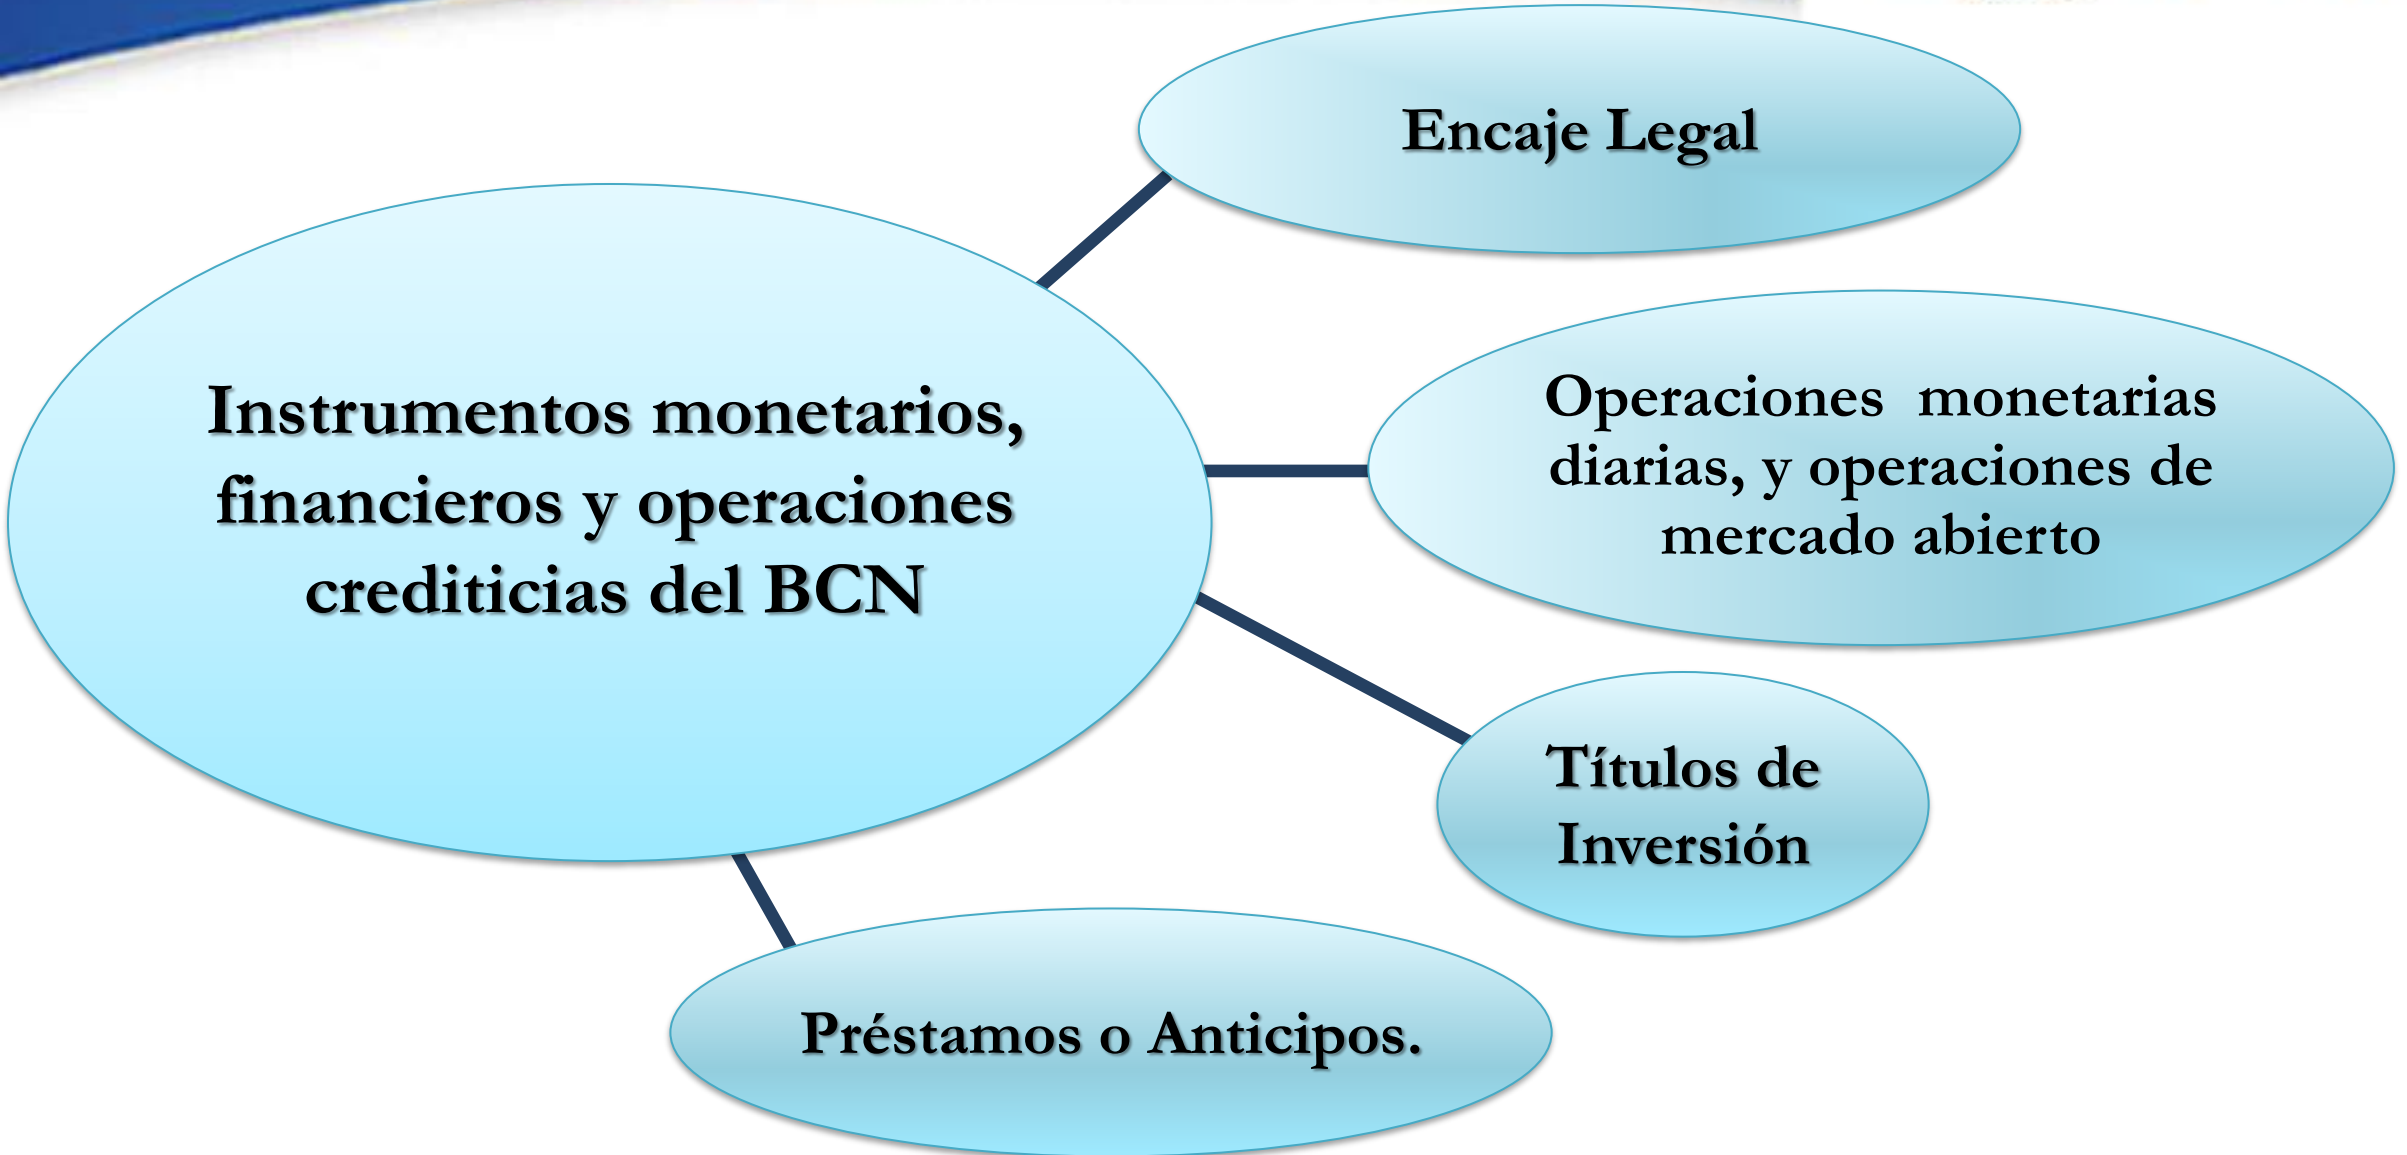 Encaje Legal
Instrumentos monetarios,
financieros y operaciones
crediticias del BCN
Operaciones  monetarias
diarias, y operaciones de
mercado abierto
Títulos de
Inversión
Préstamos o Anticipos.